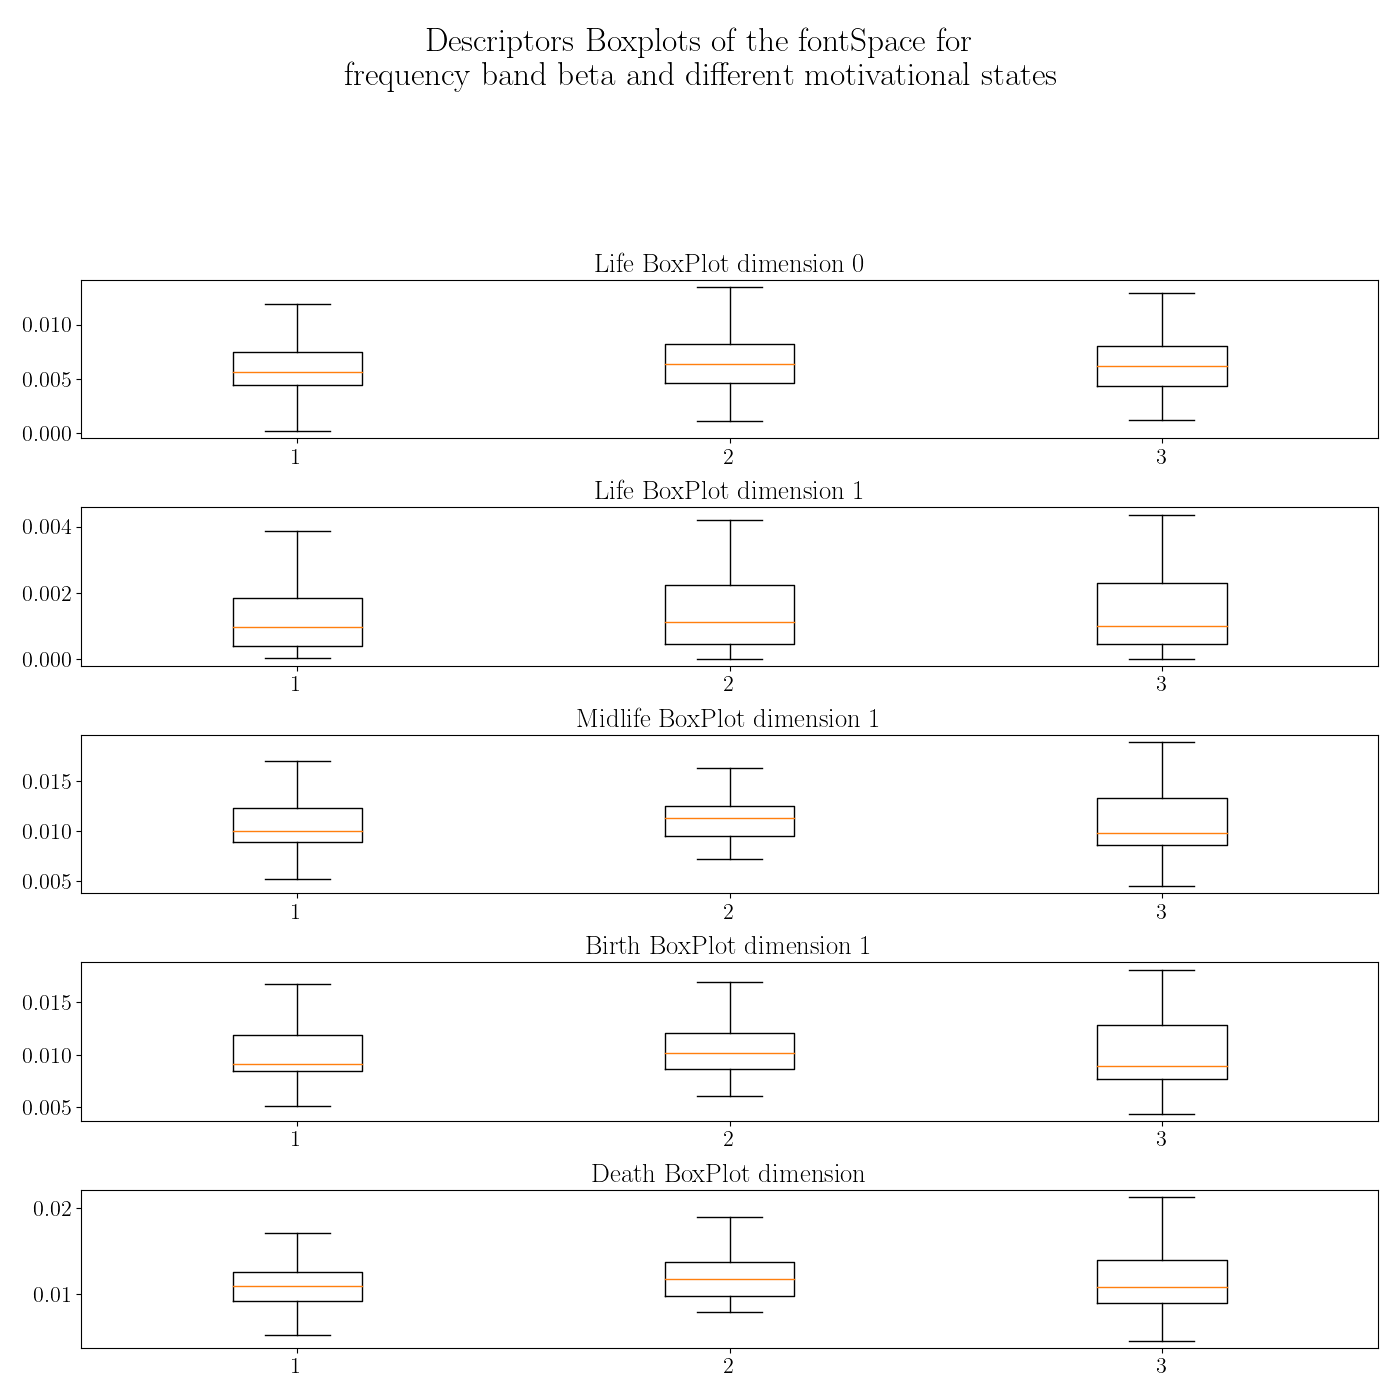 Descriptors Boxplots of the fontSpace for
frequency band beta and different motivational states
Life BoxPlot dimension 0
0.010
0.005
0.000
1 2 3
Life BoxPlot dimension 1
0.004
0.002
0.000
1 2 3
Midlife BoxPlot dimension 1
0.015
0.010
0.005
1 2 3
Birth BoxPlot dimension 1
0.015
0.010
0.005
1 2 3
Death BoxPlot dimension
0.02
0.01
1 2 3